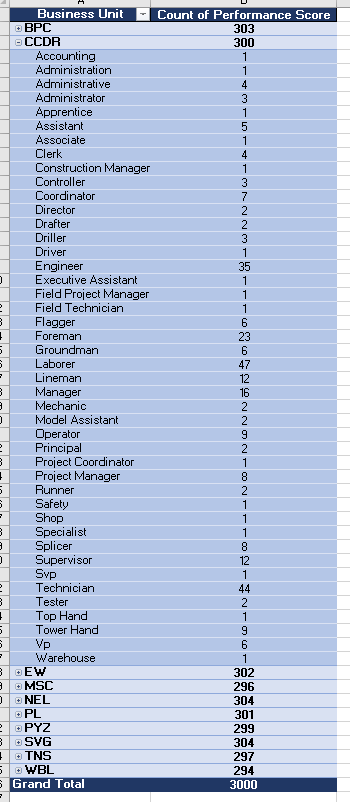 Business Unit Count of Performance Score
BPC 303
CCDR 300
Accounting 1
Administration 1
Administrative 4
Administrator 3
Apprentice 1
Assistant 5
Associate 1
Clerk 4
Construction Manager 1
Controller 3
Coordinator 7
Director 2
Drafter 2
Driller 3
Driver 1
Engineer 35
Executive Assistant 1
Field Project Manager 1
Field Technician 1
Flagger 6
Foreman 23
Groundman 6
Laborer 47
Lineman 12
Manager 16
Mechanic 2
Model Assistant 2
Operator 9
Principal 2
Project Coordinator 1
Project Manager 8
Runner 2
Safety 1
Shop 1
Specialist 1
Splicer 8
Supervisor 12
Svp 1
Technician 44
Tester 2
Top Hand 1
Tower Hand 9
Vp 6
Warehouse 1
EW 302
MSC 296
NEL 304
PL 301
PYZ 299
SVG 304
TNS 297
WBL 294
Grand Total 3000